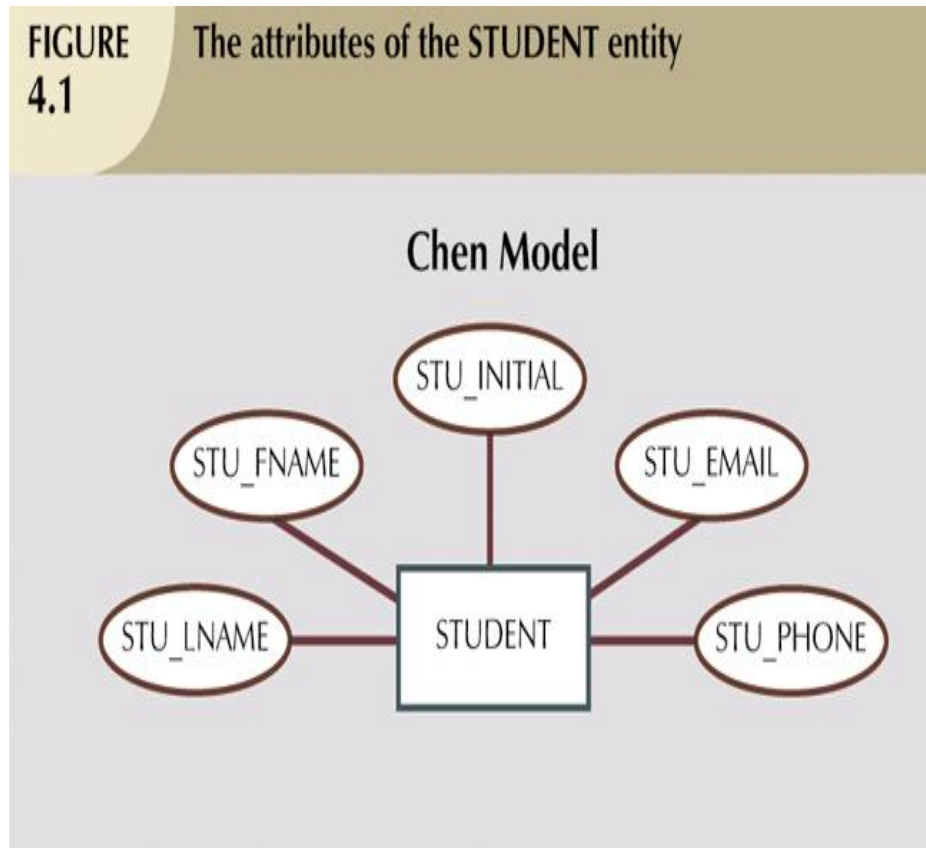 FIGURE
4.1
The attributes of the STUDENT entity
Chen Model
STU_INITIAL
STU_FNAME
STU_EMAIL
STU_LNAME
STUDENT
STU_PHONE